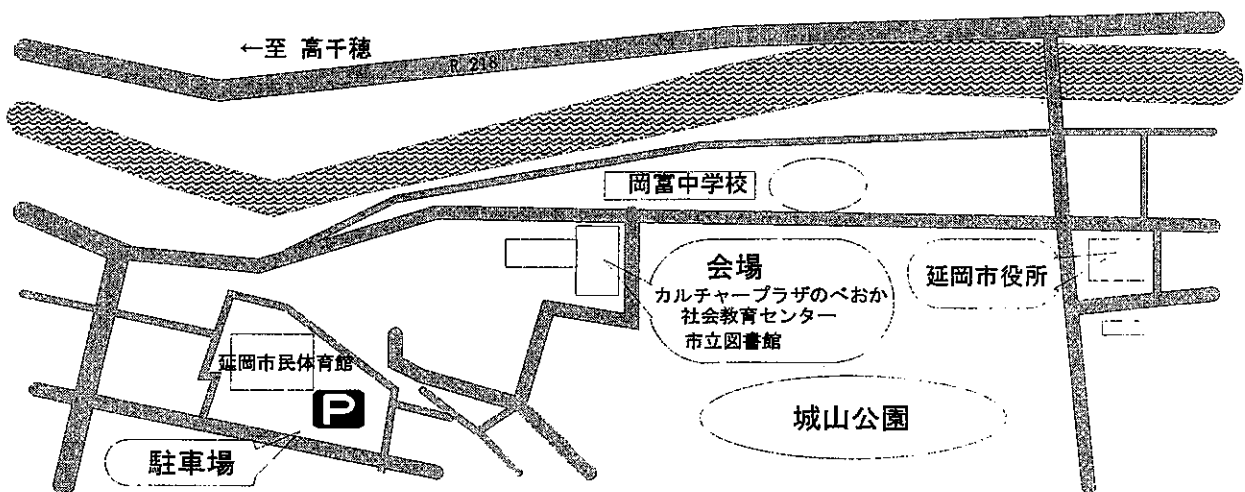 ←至 高千穂
R 218
岡富中学校
会場
カルチャープラザのべおか
社会教育センター
市立図書館
延岡市役所
延岡市民体育館
P
城山公園
駐車場